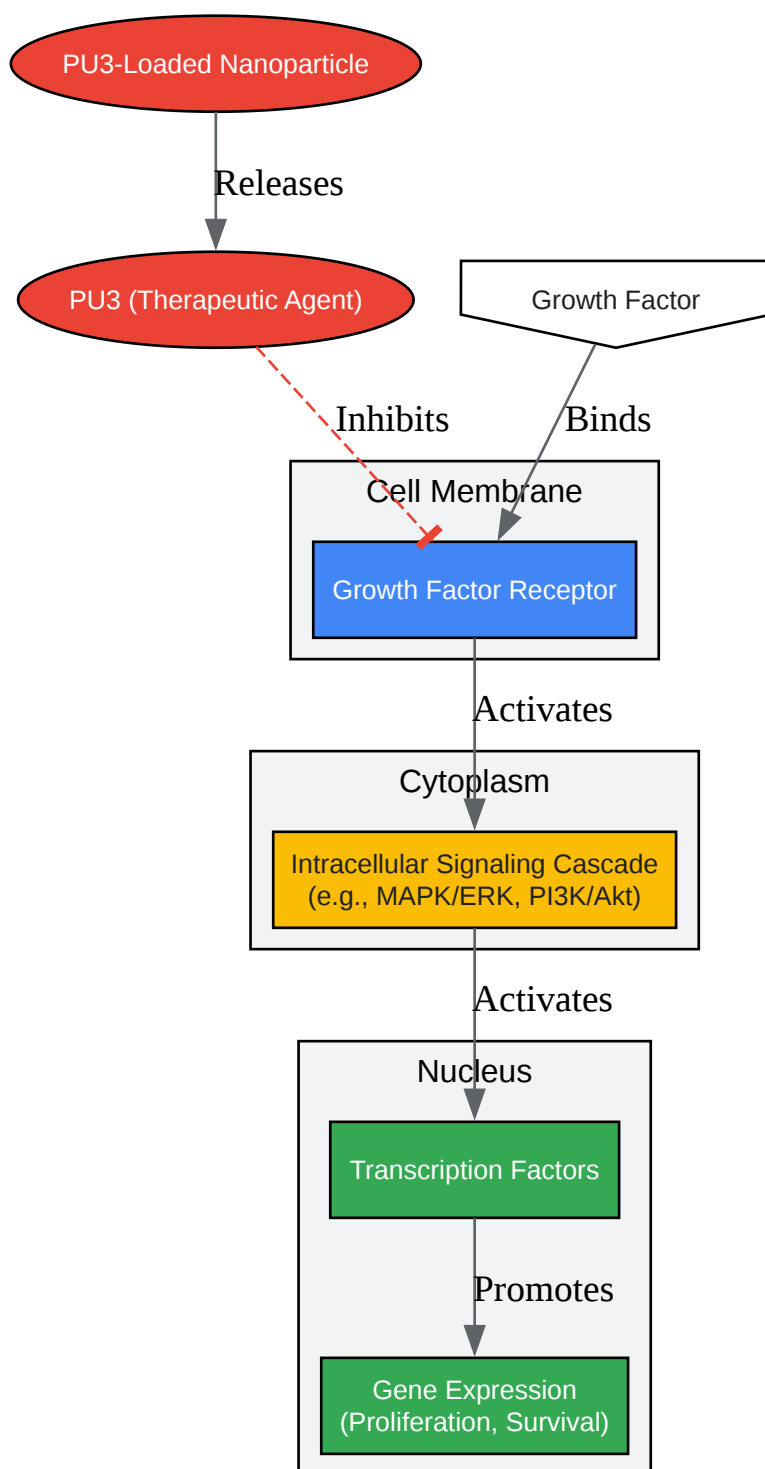 PU3-Loaded Nanoparticle
Releases
PU3 (Therapeutic Agent)
Growth Factor
Inhibits
Binds
Cell Membrane
Growth Factor Receptor
Activates
Cytoplasm
Intracellular Signaling Cascade
(e.g., MAPK/ERK, PI3K/Akt)
Activates
Nucleus
Transcription Factors
Promotes
Gene Expression
(Proliferation, Survival)